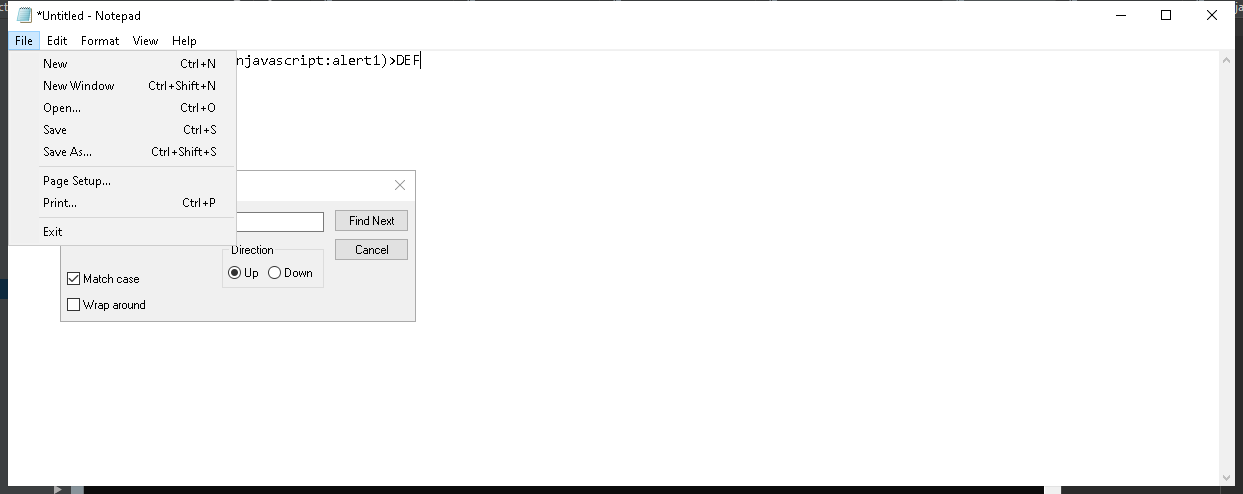 *Untitled - Notepad
File Edit Format View Help
njavascript:alert1)>DEF
New Ctrl+N
New Window Ctrl+Shift+N
Open... Ctrl+O
Save Ctrl+S
Save As... Ctrl+Shift+S
Page Setup...
Print... Ctrl+P
Exit
Find Next
Cancel
Direction
Up Down
Match case
Wrap around